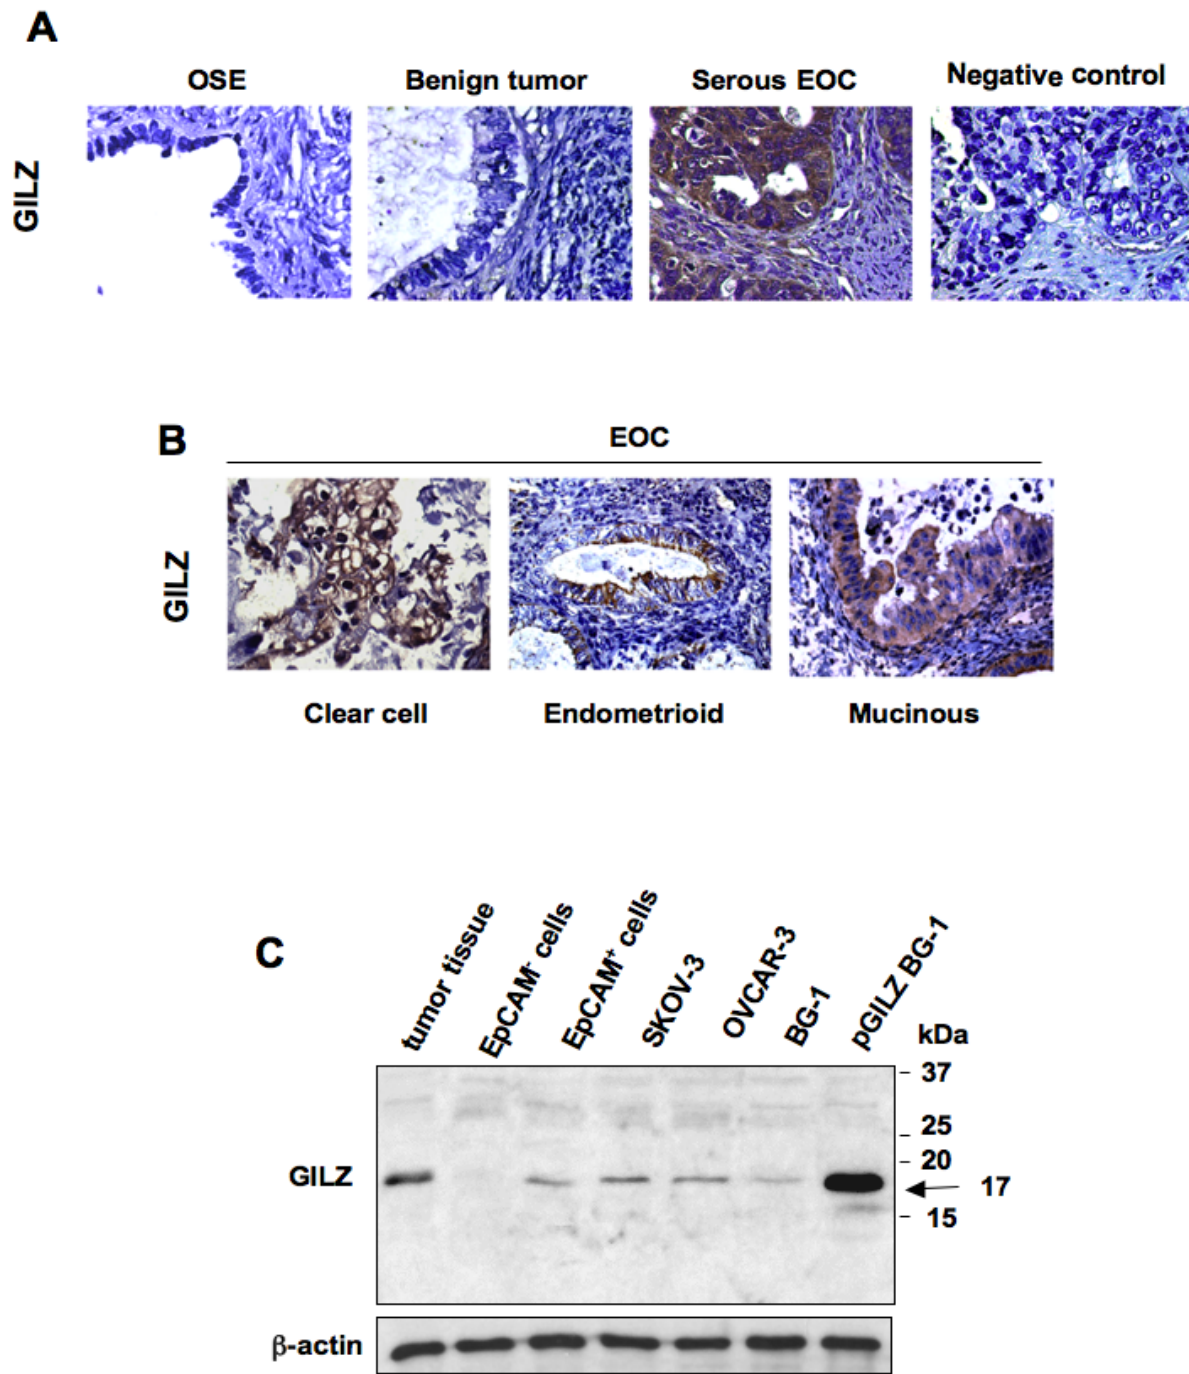 A
OSE
Benign tumor
Serous EOC
Negative control
GILZ
B
EOC
GILZ
Clear cell
Endometrioid
Mucinous
C
tumor tissue
EpCAM⁻ cells
EpCAM⁺ cells
SKOV-3
OVCAR-3
BG-1
pGILZ BG-1
kDa
37
25
20
GILZ
17
15
β-actin